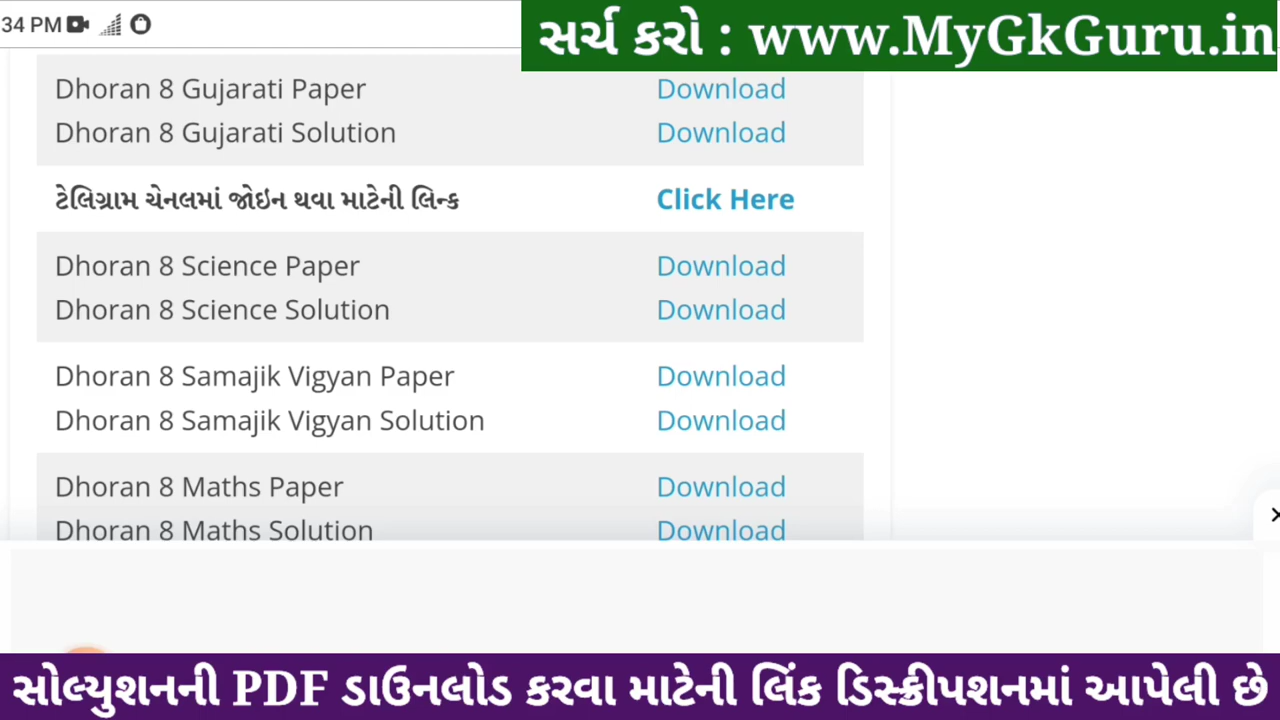 34 PM
સર્ચ કરો : www.MyGkGuru.in
Dhoran 8 Gujarati Paper Download
Dhoran 8 Gujarati Solution Download
ટેલિગ્રામ ચેનલમાં જોઇન થવા માટેની લિન્ક Click Here
Dhoran 8 Science Paper Download
Dhoran 8 Science Solution Download
Dhoran 8 Samajik Vigyan Paper Download
Dhoran 8 Samajik Vigyan Solution Download
Dhoran 8 Maths Paper Download
Dhoran 8 Maths Solution Download
સોલ્યુશનની PDF ડાઉનલોડ કરવા માટેની લિંક ડિસ્ક્રીપશનમાં આપેલી છે